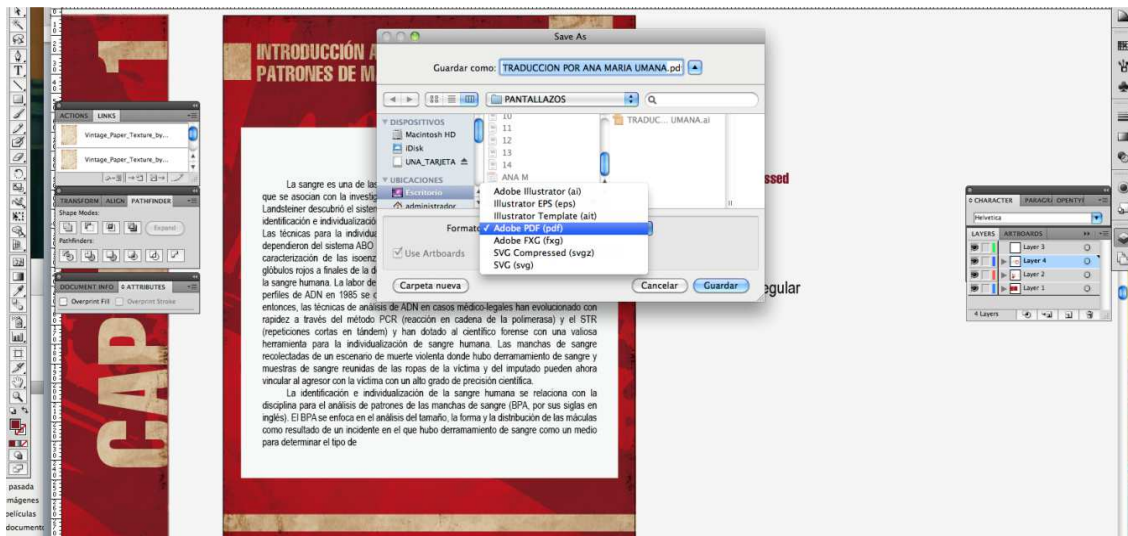 Save As
INTRODUCCIÓN A
PATRONES DE M
Guardar como: TRADUCCION POR ANA MARIA UMANA.pd
PANTALLAZOS
DISPOSITIVOS
Macintosh HD
iDisk
UNA_TARJETA
UBICACIONES
Escritorio
administrador
10
11
12
13
14
ANA M
TRADUC... UMANA.ai
Formato
Adobe Illustrator (ai)
Illustrator EPS (eps)
Illustrator Template (ait)
✓ Adobe PDF (pdf)
Adobe FXG (fxg)
SVG Compressed (svgz)
SVG (svg)
Use Artboards
Carpeta nueva
Cancelar
Guardar
ACTIONS LINKS
Vintage_Paper_Texture_by...
Vintage_Paper_Texture_by...
TRANSFORM ALIGN PATHFINDER
Shape Modes:
Expand
Pathfinders:
DOCUMENT INFO ATTRIBUTES
Overprint Fill Overprint Stroke
CAP 1
La sangre es una de las
que se asocian con la investig
Landsteiner descubrió el sistem
identificación e individualizació
Las técnicas para la individua
dependieron del sistema ABO
caracterización de las isoenz
glóbulos rojos a finales de la d
la sangre humana. La labor de
perfiles de ADN en 1985 se c
entonces, las técnicas de análisis de ADN en casos médico-legales han evolucionado con
rapidez a través del método PCR (reacción en cadena de la polimerasa) y el STR
(repeticiones cortas en tándem) y han dotado al científico forense con una valiosa
herramienta para la individualización de sangre humana. Las manchas de sangre
recolectadas de un escenario de muerte violenta donde hubo derramamiento de sangre y
muestras de sangre reunidas de las ropas de la víctima y del imputado pueden ahora
vincular al agresor con la víctima con un alto grado de precisión científica.
La identificación e individualización de la sangre humana se relaciona con la
disciplina para el análisis de patrones de las manchas de sangre (BPA, por sus siglas en
inglés). El BPA se enfoca en el análisis del tamaño, la forma y la distribución de las máculas
como resultado de un incidente en el que hubo derramamiento de sangre como un medio
para determinar el tipo de
ssed
egular
CHARACTER PARAGRA OPENTYI
Helvetica
LAYERS ARTBOARDS
Layer 3
Layer 4
Layer 2
Layer 1
4 Layers
pasada
mágenes
películas
document